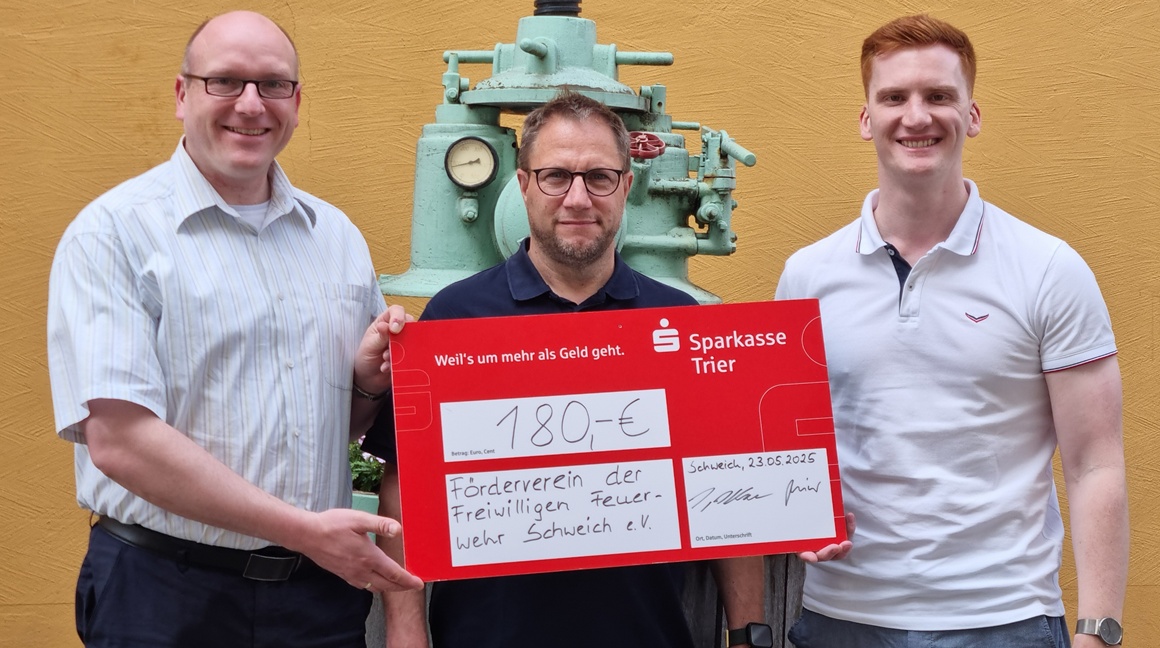 Weil's um mehr als Geld geht.
Sparkasse
Trier
180,-€
Betrag: Euro, Cent
Förderverein der
Freiwilligen Feuer-
wehr Schweich e.V.
Schweich, 23.05.2025
Ort, Datum, Unterschrift